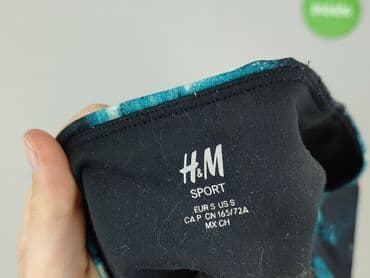 H&M
SPORT
EUR S US S
CA P CN 165/72A
MX CH